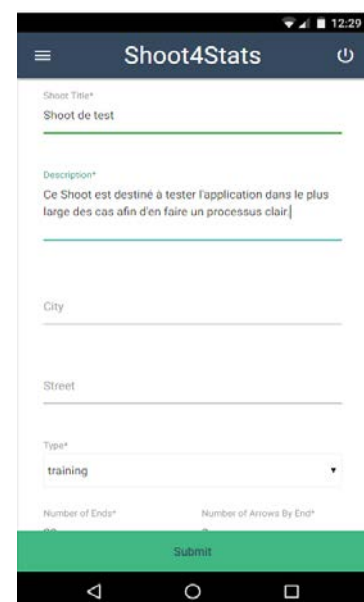 12:29
Shoot4Stats
Shoot Title*
Shoot de test
Description*
Ce Shoot est destiné à tester l'application dans le plus
large des cas afin d'en faire un processus clair.
City
Street
Type*
training
Number of Ends* Number of Arrows By End*
Submit